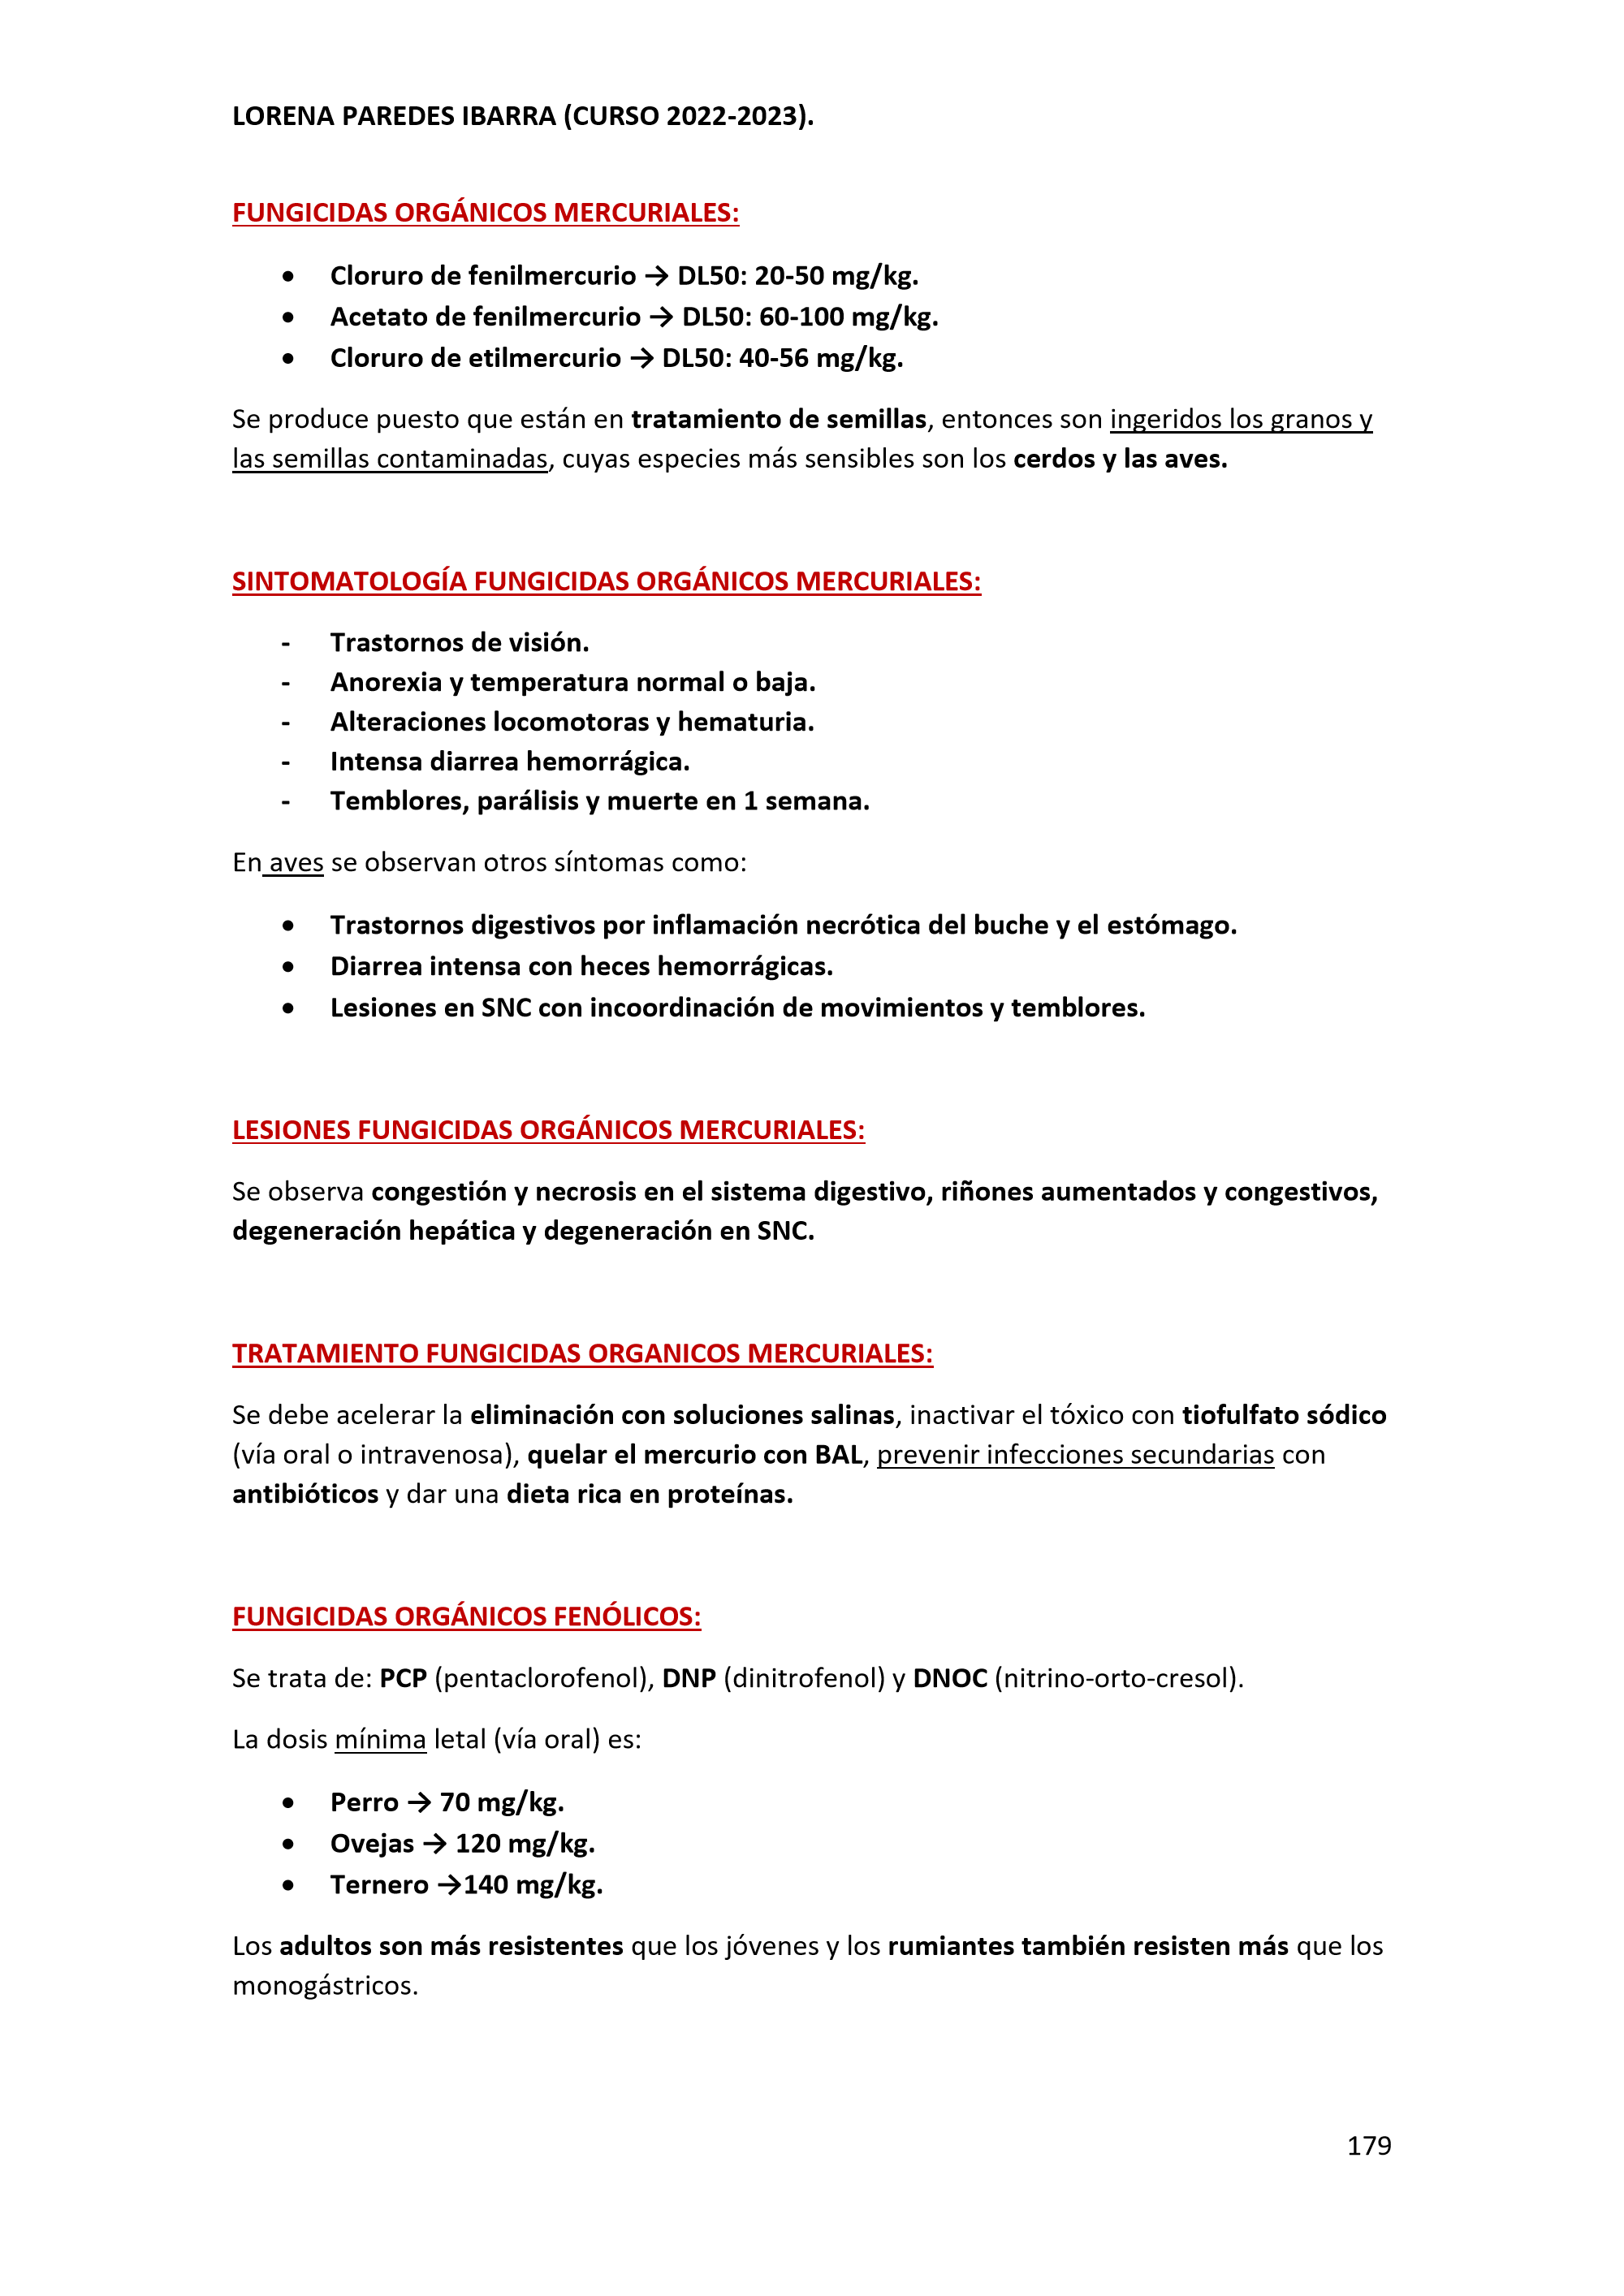 LORENA PAREDES IBARRA (CURSO 2022-2023).
FUNGICIDAS ORGÁNICOS MERCURIALES:
• Cloruro de fenilmercurio → DL50: 20-50 mg/kg.
• Acetato de fenilmercurio → DL50: 60-100 mg/kg.
• Cloruro de etilmercurio → DL50: 40-56 mg/kg.
Se produce puesto que están en tratamiento de semillas, entonces son ingeridos los granos y
las semillas contaminadas, cuyas especies más sensibles son los cerdos y las aves.
SINTOMATOLOGÍA FUNGICIDAS ORGÁNICOS MERCURIALES:
- Trastornos de visión.
- Anorexia y temperatura normal o baja.
- Alteraciones locomotoras y hematuria.
- Intensa diarrea hemorrágica.
- Temblores, parálisis y muerte en 1 semana.
En aves se observan otros síntomas como:
• Trastornos digestivos por inflamación necrótica del buche y el estómago.
• Diarrea intensa con heces hemorrágicas.
• Lesiones en SNC con incoordinación de movimientos y temblores.
LESIONES FUNGICIDAS ORGÁNICOS MERCURIALES:
Se observa congestión y necrosis en el sistema digestivo, riñones aumentados y congestivos,
degeneración hepática y degeneración en SNC.
TRATAMIENTO FUNGICIDAS ORGANICOS MERCURIALES:
Se debe acelerar la eliminación con soluciones salinas, inactivar el tóxico con tiofulfato sódico
(vía oral o intravenosa), quelar el mercurio con BAL, prevenir infecciones secundarias con
antibióticos y dar una dieta rica en proteínas.
FUNGICIDAS ORGÁNICOS FENÓLICOS:
Se trata de: PCP (pentaclorofenol), DNP (dinitrofenol) y DNOC (nitrino-orto-cresol).
La dosis mínima letal (vía oral) es:
• Perro → 70 mg/kg.
• Ovejas → 120 mg/kg.
• Ternero →140 mg/kg.
Los adultos son más resistentes que los jóvenes y los rumiantes también resisten más que los
monogástricos.
179